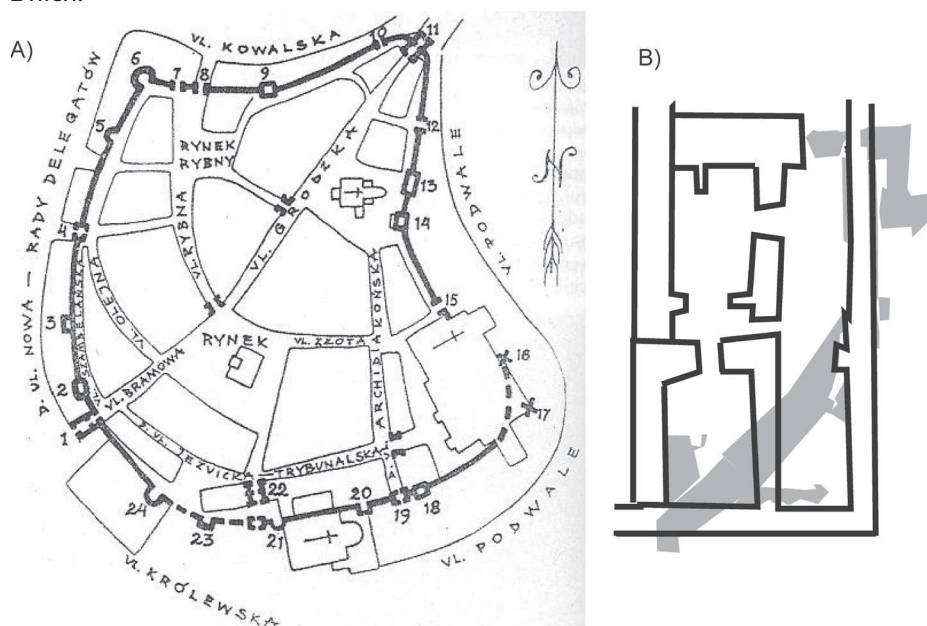 A)
B)
VL. KOWALSKA
P. VL. NOWA – RADY DELEGATÓW
6
7
8
9
10
11
5
12
RYNEK
RYBNY
VL. PODWALE
13
14
4
VL. RYBNA
VL. GRODZKA
VL. OLEJNA
SZAMBELAŃSKA
3
15
RYNEK
VL. ZŁOTA
ARCHIDIAKOŃSKA
16
2
VL. BRAMOWA
17
1
JEZVICKA – TRYBUNALSKA
22
24
20
19
18
23
21
VL. PODWALE
VL. KRÓLEWSKA